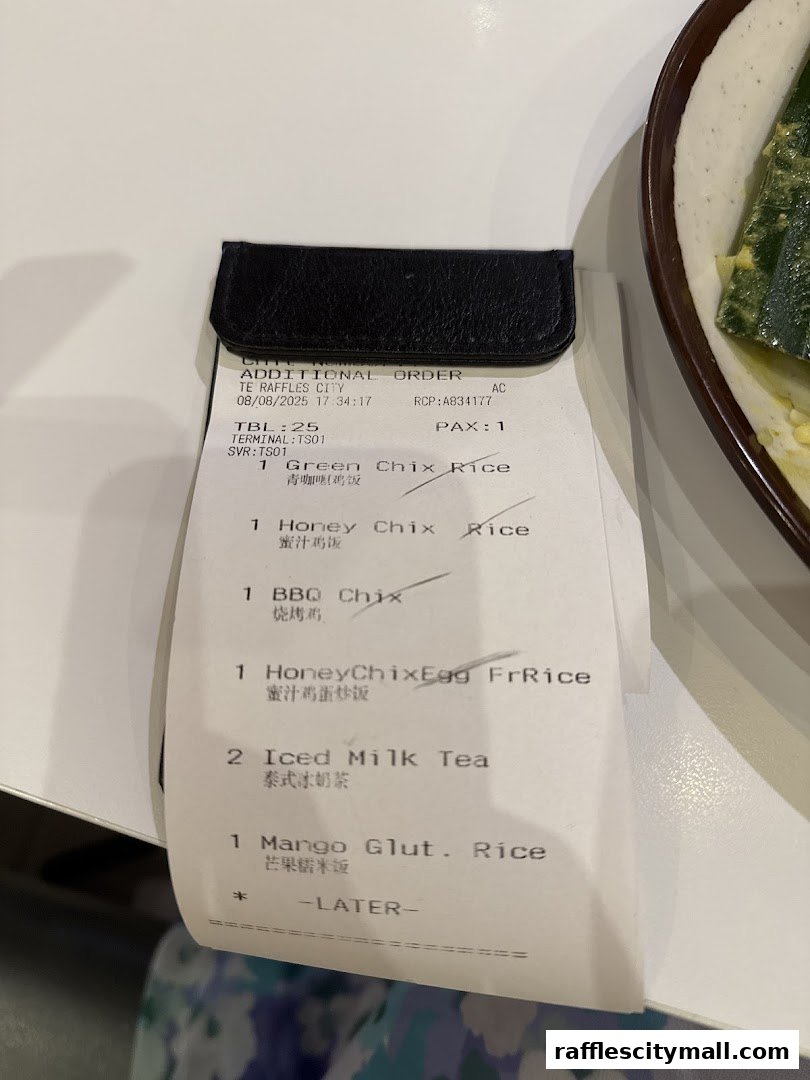 ADDITIONAL ORDER
TE RAFFLES CITY AC
08/08/2025 17:34:17 RCP:A834177
TBL:25 PAX:1
TERMINAL:TS01
SVR:TS01
1 Green Chix Rice
青咖喱鸡饭
1 Honey Chix Rice
蜜汁鸡饭
1 BBQ Chix
烧烤鸡
1 HoneyChixEgg FrRice
蜜汁鸡蛋炒饭
2 Iced Milk Tea
泰式冰奶茶
1 Mango Glut. Rice
芒果糯米饭
* -LATER-
rafflescitymall.com